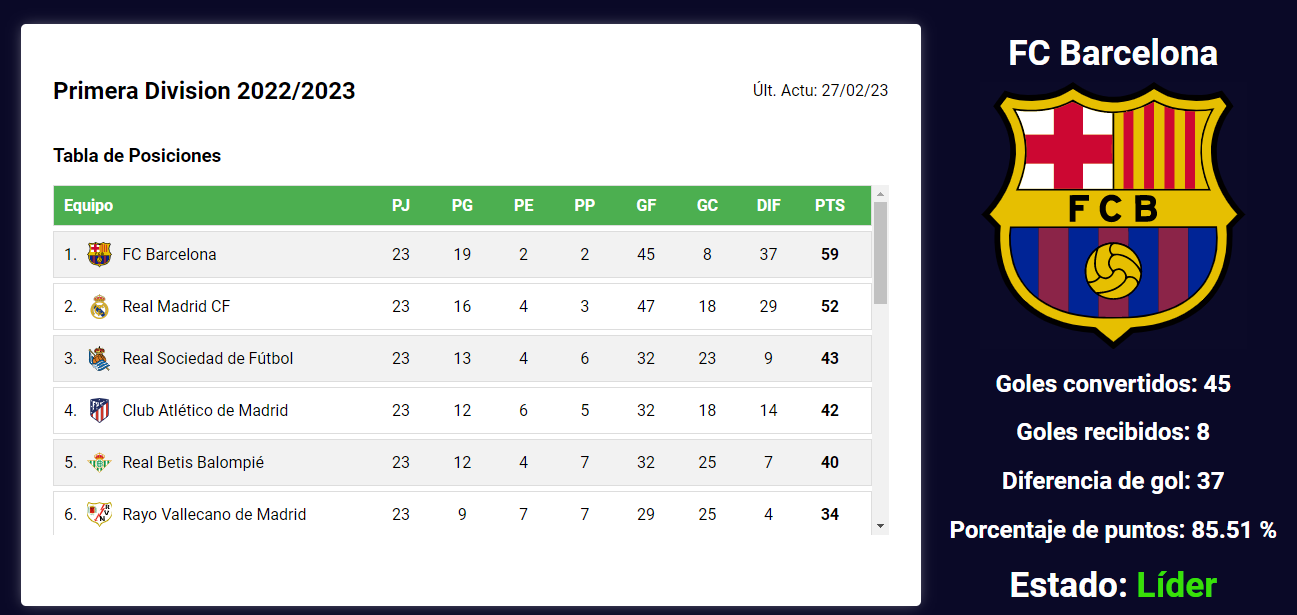 Primera Division 2022/2023
Últ. Actu: 27/02/23
Tabla de Posiciones
Equipo PJ PG PE PP GF GC DIF PTS
1. FC Barcelona 23 19 2 2 45 8 37 59
2. Real Madrid CF 23 16 4 3 47 18 29 52
3. Real Sociedad de Fútbol 23 13 4 6 32 23 9 43
4. Club Atlético de Madrid 23 12 6 5 32 18 14 42
5. Real Betis Balompié 23 12 4 7 32 25 7 40
6. Rayo Vallecano de Madrid 23 9 7 7 29 25 4 34
FC Barcelona
FCB
Goles convertidos: 45
Goles recibidos: 8
Diferencia de gol: 37
Porcentaje de puntos: 85.51 %
Estado: Líder